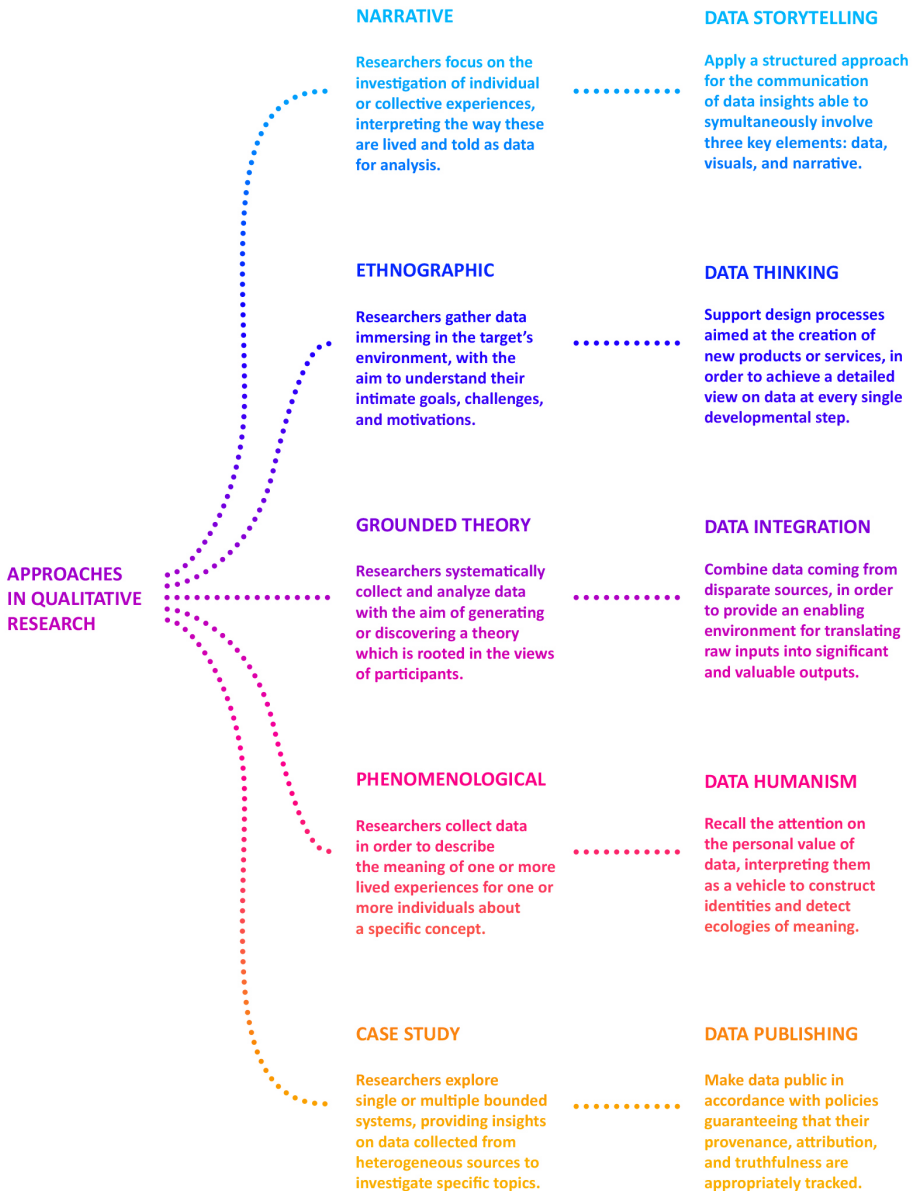 APPROACHES
IN QUALITATIVE
RESEARCH
NARRATIVE
Researchers focus on the
investigation of individual
or collective experiences,
interpreting the way these
are lived and told as data
for analysis.
DATA STORYTELLING
Apply a structured approach
for the communication
of data insights able to
symultaneously involve
three key elements: data,
visuals, and narrative.
ETHNOGRAPHIC
Researchers gather data
immersing in the target’s
environment, with the
aim to understand their
intimate goals, challenges,
and motivations.
DATA THINKING
Support design processes
aimed at the creation of
new products or services, in
order to achieve a detailed
view on data at every single
developmental step.
GROUNDED THEORY
Researchers systematically
collect and analyze data
with the aim of generating
or discovering a theory
which is rooted in the views
of participants.
DATA INTEGRATION
Combine data coming from
disparate sources, in order
to provide an enabling
environment for translating
raw inputs into significant
and valuable outputs.
PHENOMENOLOGICAL
Researchers collect data
in order to describe
the meaning of one or more
lived experiences for one or
more individuals about
a specific concept.
DATA HUMANISM
Recall the attention on
the personal value of
data, interpreting them
as a vehicle to construct
identities and detect
ecologies of meaning.
CASE STUDY
Researchers explore
single or multiple bounded
systems, providing insights
on data collected from
heterogeneous sources to
investigate specific topics.
DATA PUBLISHING
Make data public in
accordance with policies
guaranteeing that their
provenance, attribution,
and truthfulness are
appropriately tracked.